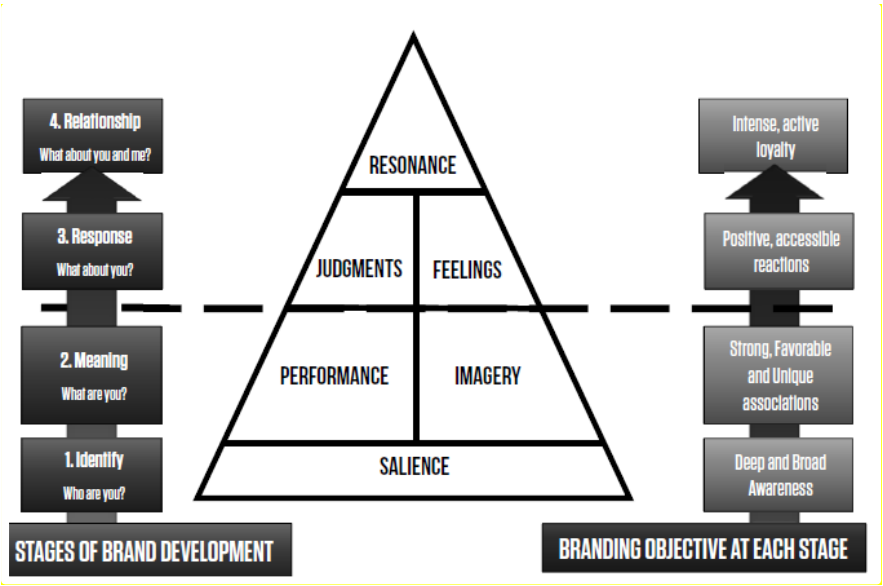 4. Relationship
What about you and me?
3. Response
What about you?
2. Meaning
What are you?
1. Identify
Who are you?
STAGES OF BRAND DEVELOPMENT
RESONANCE
JUDGMENTS
FEELINGS
PERFORMANCE
IMAGERY
SALIENCE
Intense, active
loyalty
Positive, accessible
reactions
Strong, Favorable
and Unique
associations
Deep and Broad
Awareness
BRANDING OBJECTIVE AT EACH STAGE